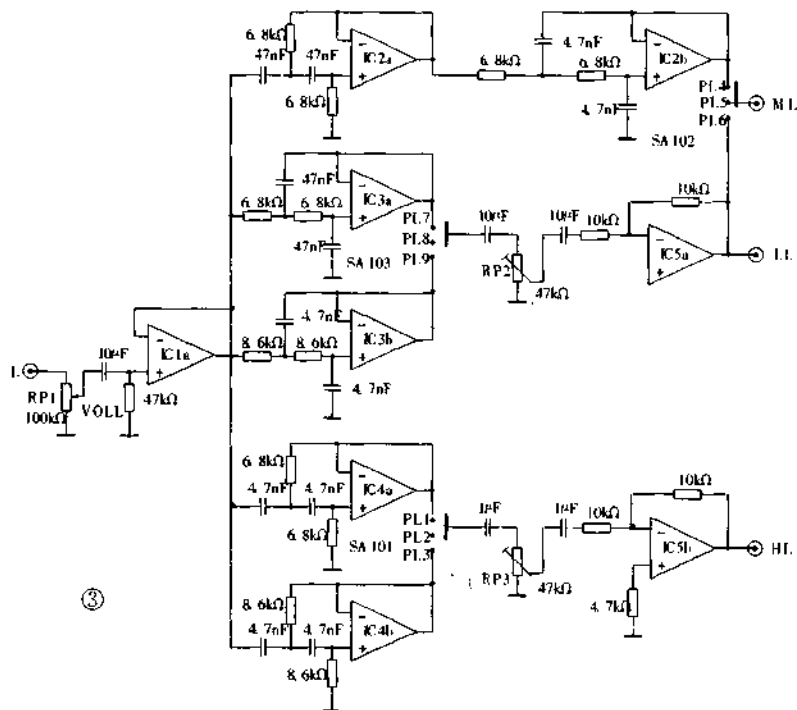 6.8kΩ
47nF
47nF
IC2a
6.8kΩ
4.7nF
6.8kΩ
6.8kΩ
IC2b
4.7nF
PL4
PL5
PL6
ML
SA102
47nF
6.8kΩ
6.8kΩ
IC3a
47nF
SA103
PL7
PL8
PL9
10μF
RP2
47kΩ
10μF
10kΩ
10kΩ
IC5a
LL
4.7nF
8.6kΩ
8.6kΩ
IC3b
4.7nF
L
RP1
100kΩ
10μF
VOLL
47kΩ
IC1a
6.8kΩ
4.7nF
4.7nF
IC4a
6.8kΩ
SA101
PL1
PL2
PL3
1μF
RP3
47kΩ
1μF
10kΩ
10kΩ
IC5b
4.7kΩ
HL
8.6kΩ
4.7nF
4.7nF
IC4b
8.6kΩ
③